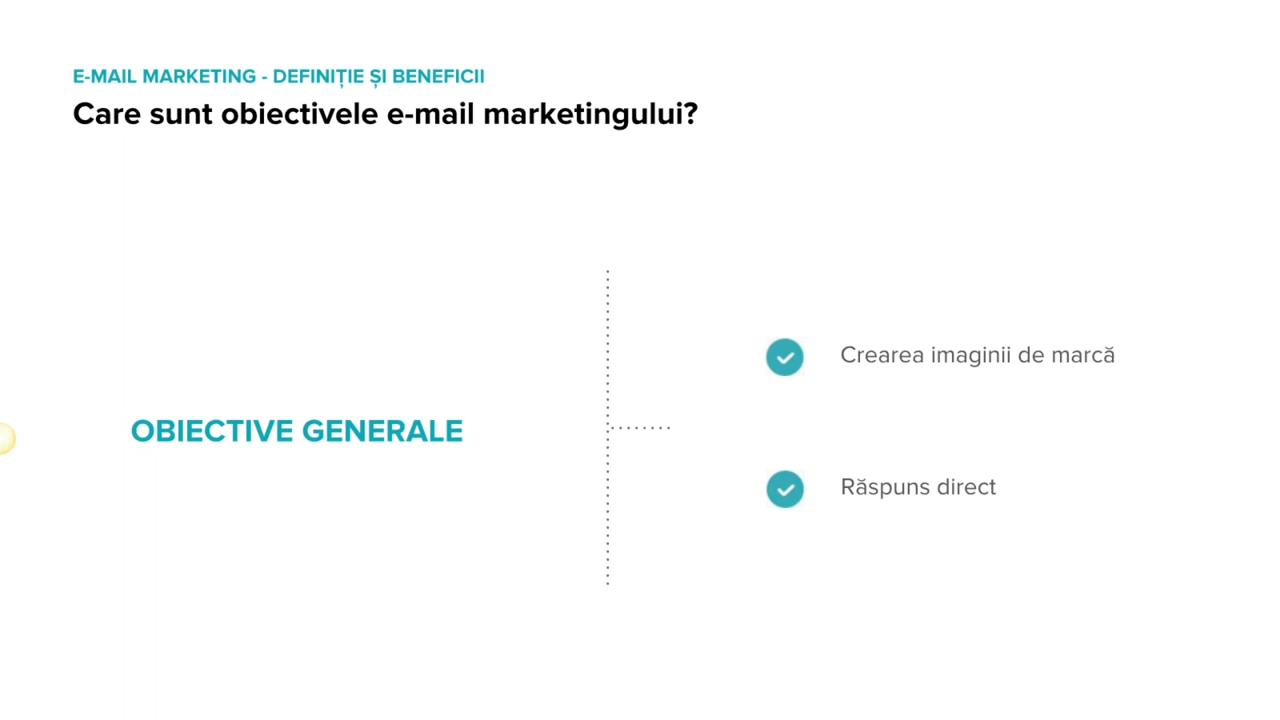 E-MAIL MARKETING - DEFINIȚIE ȘI BENEFICII
Care sunt obiectivele e-mail marketingului?
OBIECTIVE GENERALE
Crearea imaginii de marcă
Răspuns direct